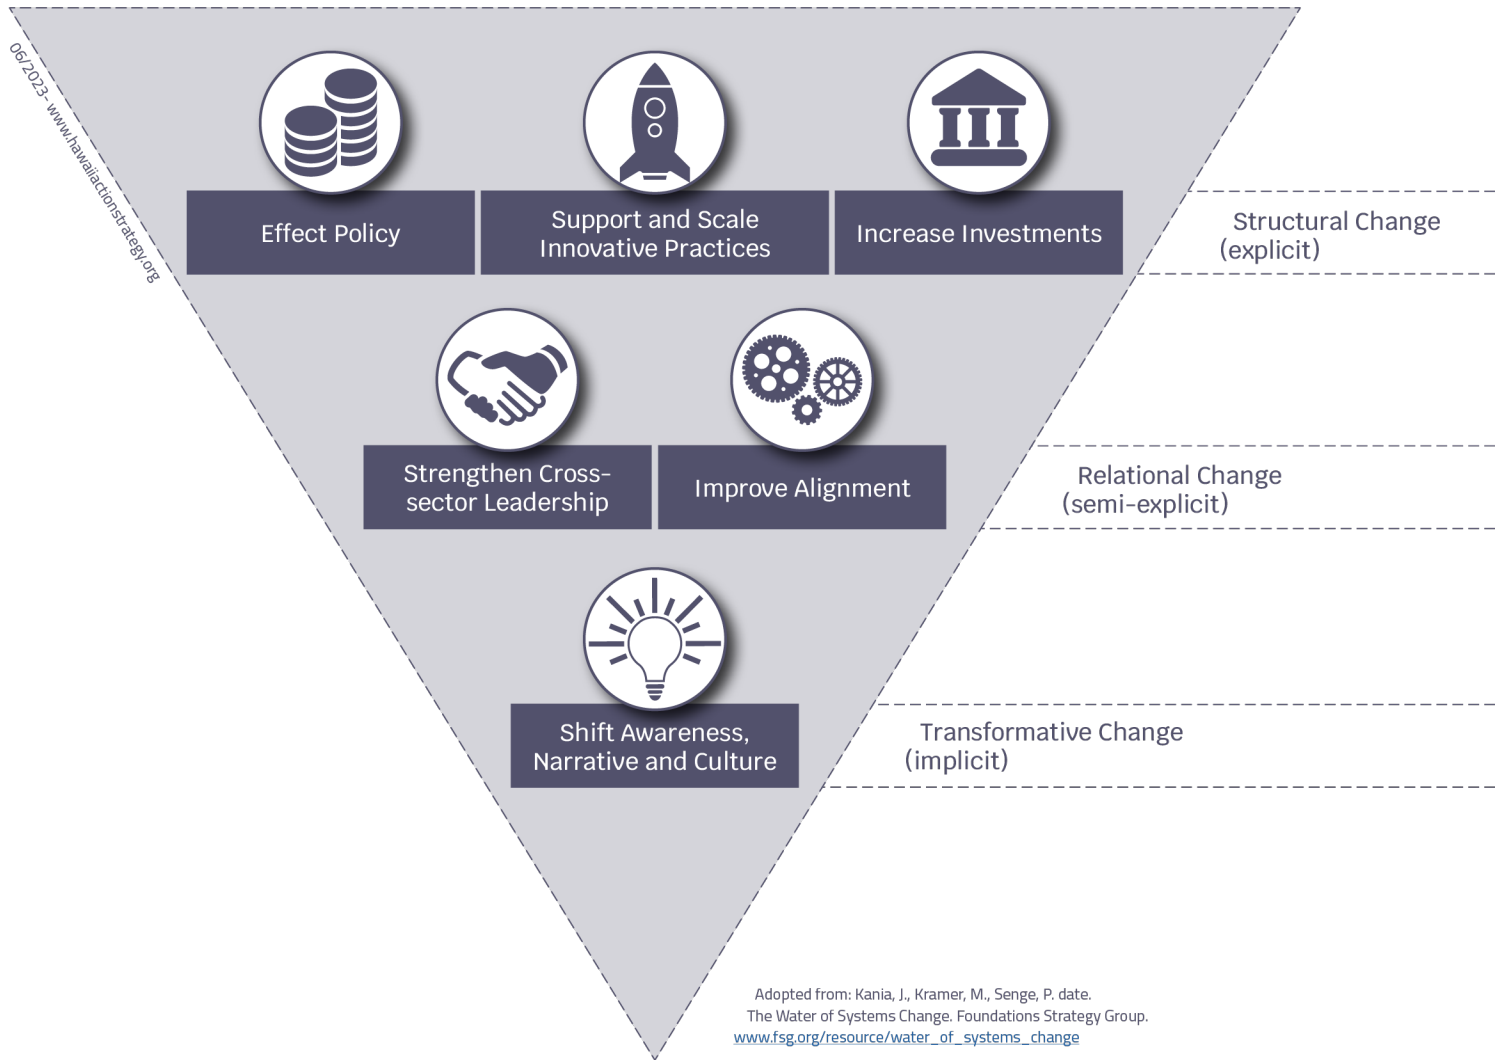 06/2023- www.hawaiiactionstrategy.org
Effect Policy
Support and Scale
Innovative Practices
Increase Investments
Structural Change
(explicit)
Strengthen Cross-
sector Leadership
Improve Alignment
Relational Change
(semi-explicit)
Shift Awareness,
Narrative and Culture
Transformative Change
(implicit)
Adopted from: Kania, J., Kramer, M., Senge, P. date.
The Water of Systems Change. Foundations Strategy Group.
www.fsg.org/resource/water_of_systems_change